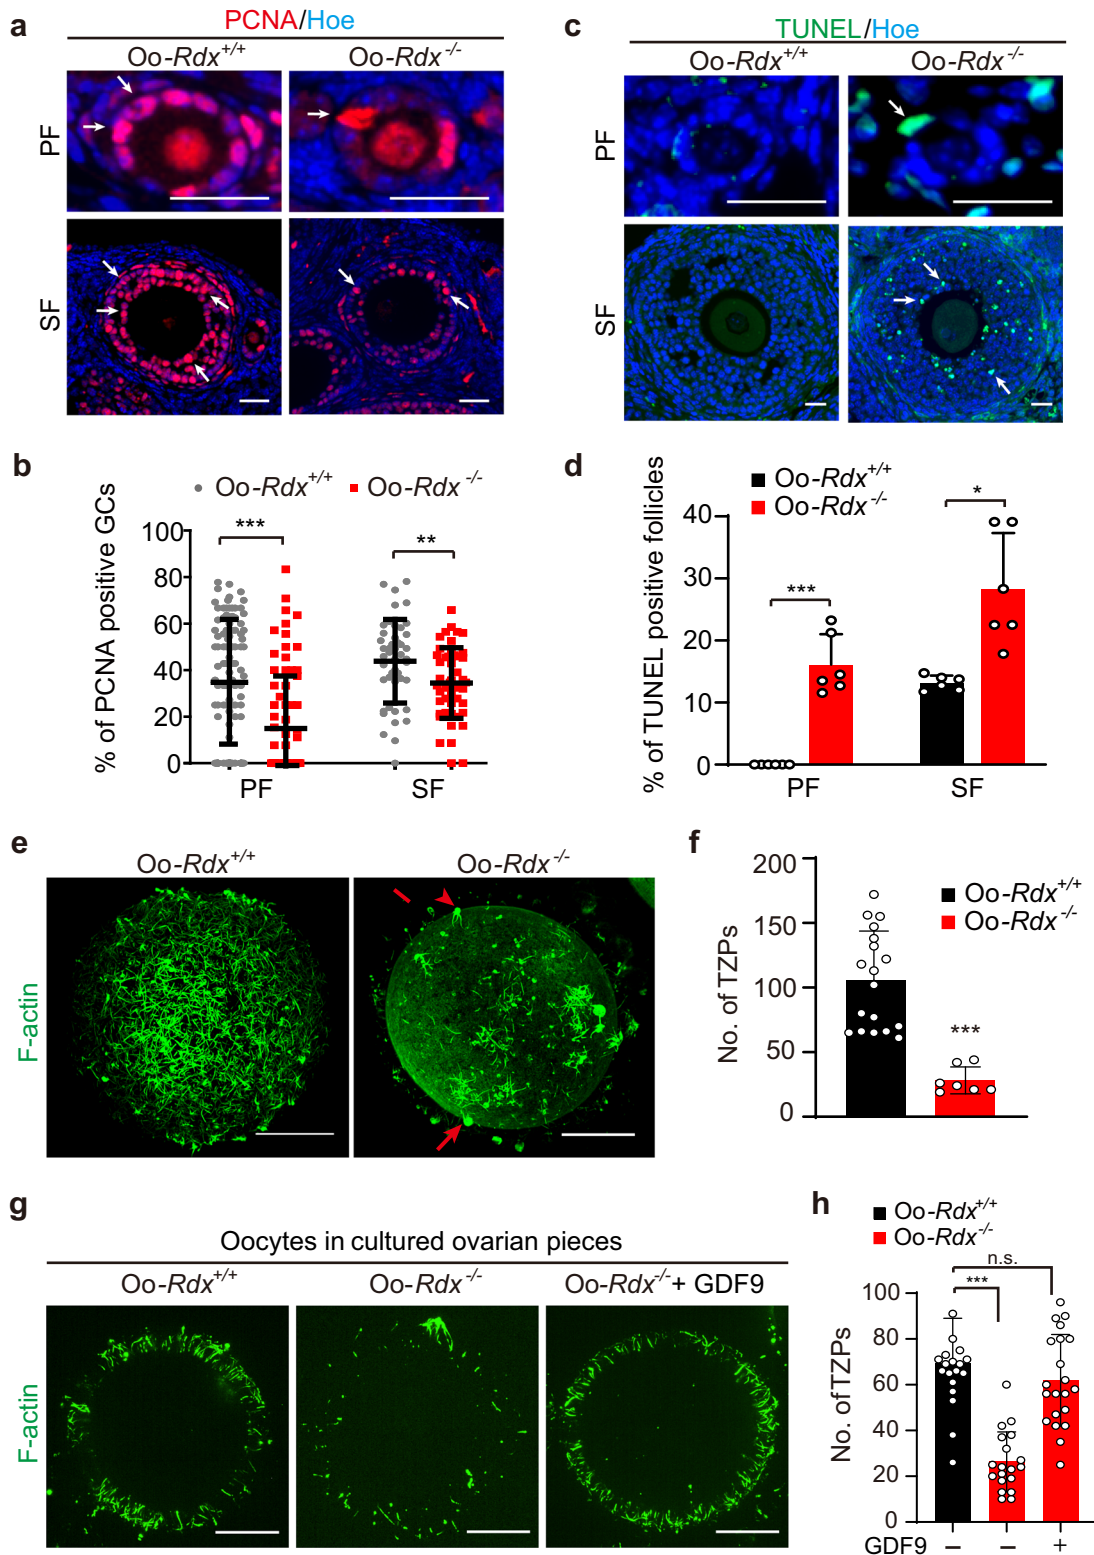 a
PCNA/Hoe
Oo-Rdx+/+ Oo-Rdx-/-
PF
SF
c
TUNEL/Hoe
Oo-Rdx+/+ Oo-Rdx-/-
PF
SF
b
Oo-Rdx+/+ Oo-Rdx-/-
% of PCNA positive GCs
100
80
60
40
20
0
*** **
PF SF
d
Oo-Rdx+/+
Oo-Rdx-/-
% of TUNEL positive follicles
40
30
20
10
0
*** *
PF SF
e
Oo-Rdx+/+ Oo-Rdx-/-
F-actin
f
Oo-Rdx+/+
Oo-Rdx-/-
No. of TZPs
200
150
100
50
0
***
g
Oocytes in cultured ovarian pieces
Oo-Rdx+/+ Oo-Rdx-/- Oo-Rdx-/-+ GDF9
F-actin
h
Oo-Rdx+/+
Oo-Rdx-/-
n.s.
***
No. of TZPs
100
80
60
40
20
0
GDF9 – – +